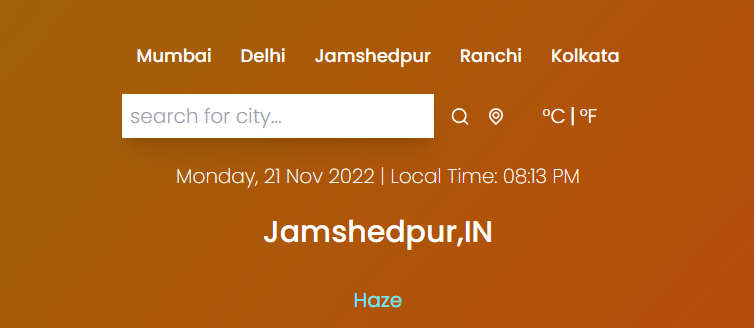 Mumbai Delhi Jamshedpur Ranchi Kolkata
search for city... °C | °F
Monday, 21 Nov 2022 | Local Time: 08:13 PM
Jamshedpur,IN
Haze